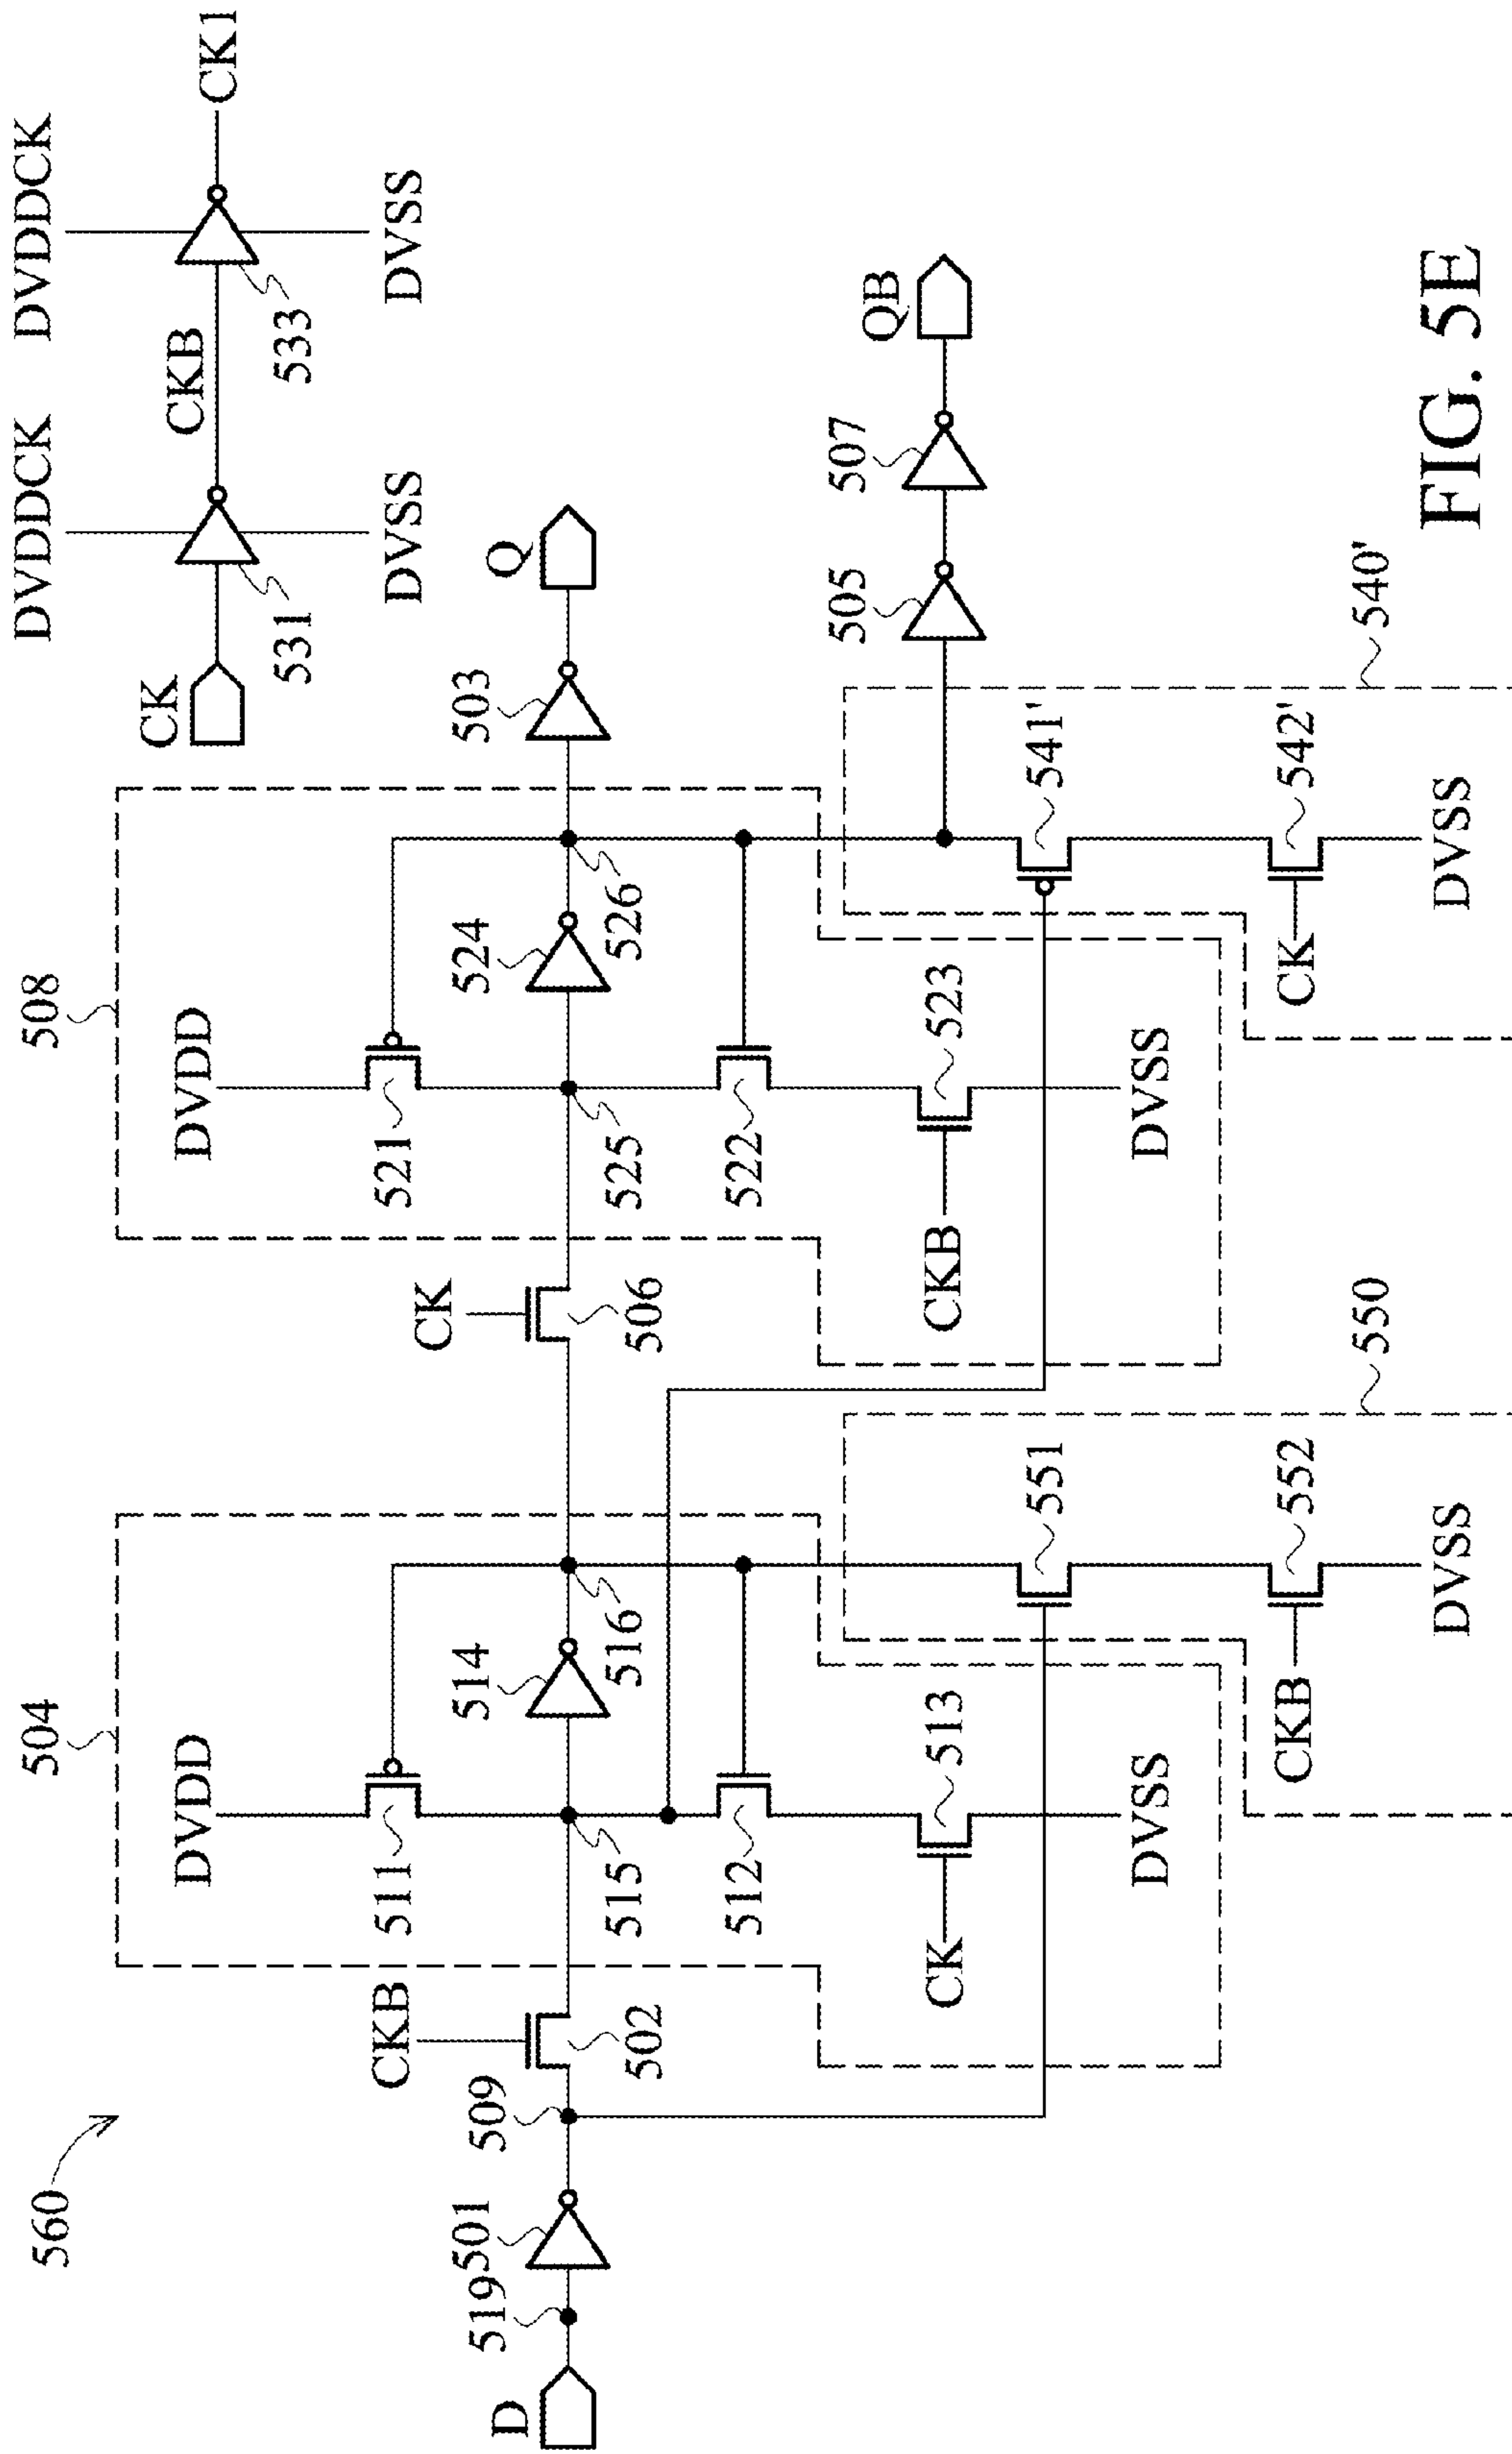 560
504
508
DVDDCK
DVDDCK
CK
CKB
CK1
531
533
DVSS
DVSS
DVDD
DVDD
511
521
CKB
CK
D
519
501
509
502
514
506
524
503
Q
515
516
525
526
512
522
505
507
QB
CK
513
CKB
523
DVSS
DVSS
551
541'
CKB
552
CK
542'
DVSS
DVSS
550
540'
FIG. 5E